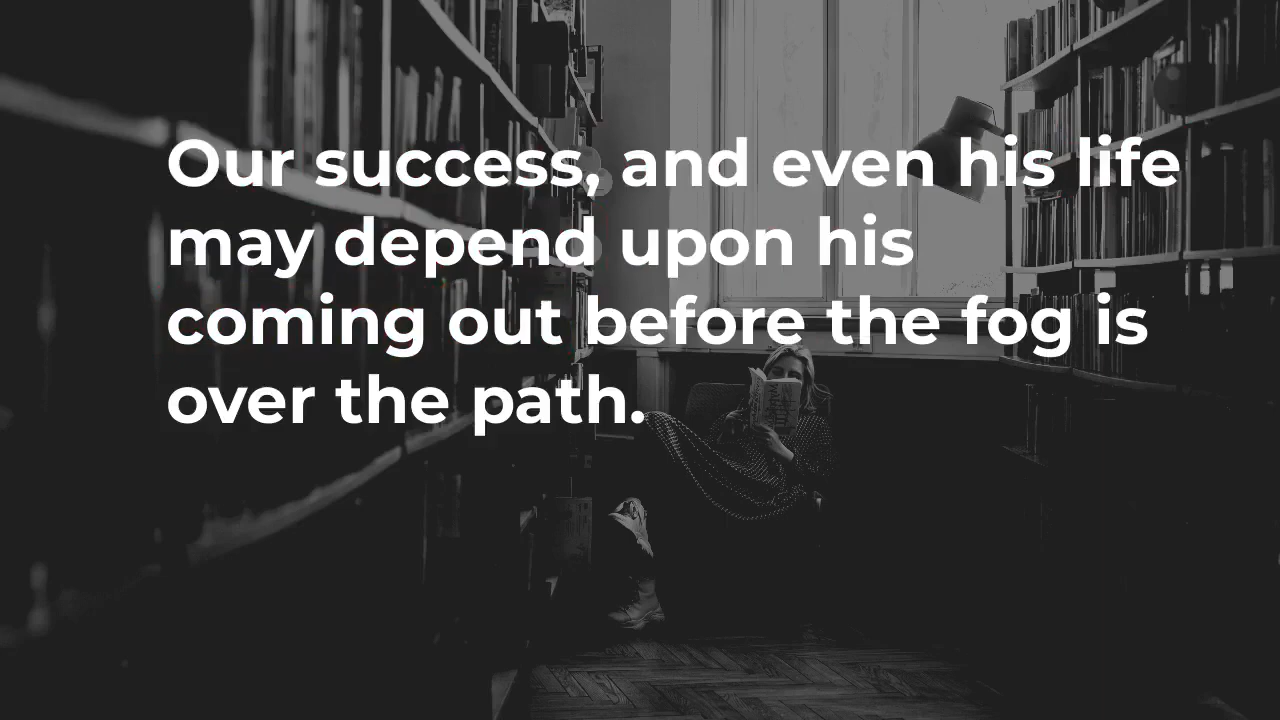 Our success, and even his life
may depend upon his
coming out before the fog is
over the path.